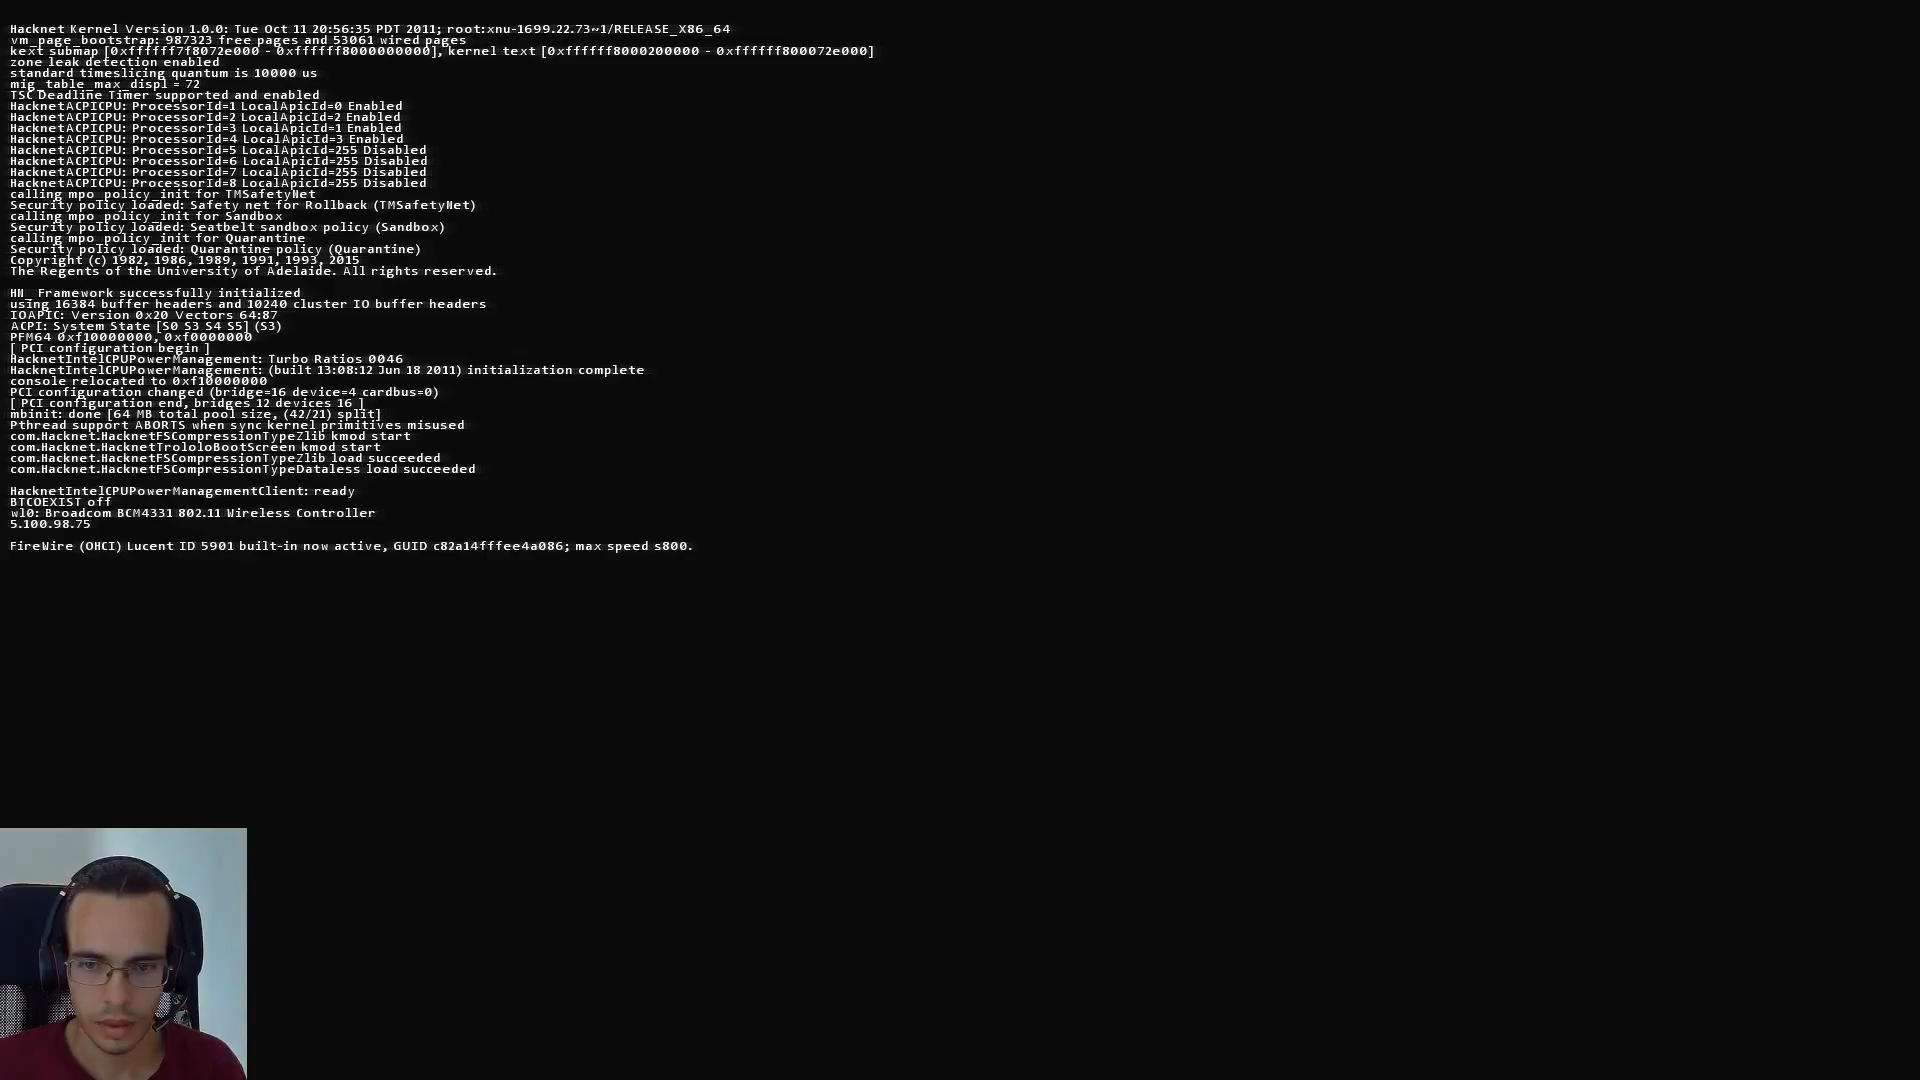 Hacknet Kernel Version 1.0.0: Tue Oct 11 20:56:35 PDT 2011; root:xnu-1699.22.73~1/RELEASE_X86_64
vm_page_bootstrap: 987323 free pages and 53061 wired pages
kext submap [0xffffff7f8072e000 - 0xffffff8000000000], kernel text [0xffffff8000200000 - 0xffffff800072e000]
zone leak detection enabled
standard timeslicing quantum is 10000 us
mig_table_max_displ = 72
TSC Deadline Timer supported and enabled
HacknetACPICPU: ProcessorId=1 LocalApicId=0 Enabled
HacknetACPICPU: ProcessorId=2 LocalApicId=2 Enabled
HacknetACPICPU: ProcessorId=3 LocalApicId=1 Enabled
HacknetACPICPU: ProcessorId=4 LocalApicId=3 Enabled
HacknetACPICPU: ProcessorId=5 LocalApicId=255 Disabled
HacknetACPICPU: ProcessorId=6 LocalApicId=255 Disabled
HacknetACPICPU: ProcessorId=7 LocalApicId=255 Disabled
HacknetACPICPU: ProcessorId=8 LocalApicId=255 Disabled
calling mpo_policy_init for TMSafetyNet
Security policy loaded: Safety net for Rollback (TMSafetyNet)
calling mpo_policy_init for Sandbox
Security policy loaded: Seatbelt sandbox policy (Sandbox)
calling mpo_policy_init for Quarantine
Security policy loaded: Quarantine policy (Quarantine)
Copyright (c) 1982, 1986, 1989, 1991, 1993, 2015
The Regents of the University of Adelaide. All rights reserved.
HN_ Framework successfully initialized
using 16384 buffer headers and 10240 cluster IO buffer headers
IOAPIC: Version 0x20 Vectors 64:87
ACPI: System State [S0 S3 S4 S5] (S3)
PFM64 0xf10000000, 0xf0000000
[ PCI configuration begin ]
HacknetIntelCPUPowerManagement: Turbo Ratios 0046
HacknetIntelCPUPowerManagement: (built 13:08:12 Jun 18 2011) initialization complete
console relocated to 0xf10000000
PCI configuration changed (bridge=16 device=4 cardbus=0)
[ PCI configuration end, bridges 12 devices 16 ]
mbinit: done [64 MB total pool size, (42/21) split]
Pthread support ABORTS when sync kernel primitives misused
com.Hacknet.HacknetFSCompressionTypeZlib kmod start
com.Hacknet.HacknetTrololoBootScreen kmod start
com.Hacknet.HacknetFSCompressionTypeZlib load succeeded
com.Hacknet.HacknetFSCompressionTypeDataless load succeeded
HacknetIntelCPUPowerManagementClient: ready
BTCOEXIST off
wl0: Broadcom BCM4331 802.11 Wireless Controller
5.100.98.75
FireWire (OHCI) Lucent ID 5901 built-in now active, GUID c82a14fffee4a086; max speed s800.